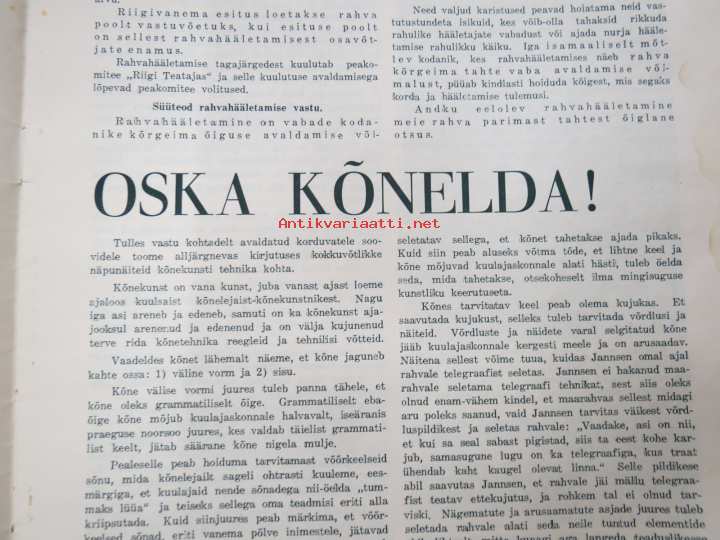 Riigivanema esitus loetakse rahva
poolt vastuvõetuks, kui esituse poolt
on sellest rahvahääletamisest osavõt-
jate enamus.
Rahvahääletamise tagajärgedest kuulutab peako-
mitee „Riigi Teatajas" ja selle kuulutuse avaldamisega
lõpevad peakomitee volitused.
Süüteod rahvahääletamise vastu.
Rahvahääletamine on vabade koda-
nike kõrgeima õiguse avaldamise või-
Need valjud karistused peavad hoiatama neid vas-
tutustundeta isikuid, kes võib-olla tahaksid rikkuda
rahulike hääletajate vabadust või ajada nurja hääle-
tamise rahulikku käiku. Iga isamaaliselt mõt-
lev kodanik, kes rahvahääletamises näeb rahva
kõrgeima tahte vaba avaldamise või-
malust, püüab kindlasti hoiduda kõigest, mis segaks
korda ja hääletamise tulemusi.
Andku eelolev rahvahääletamine
meie rahva parimast tahtest õiglane
otsus.
OSKA KÕNELDA!
Antikvariaatti.net
Tulles vastu kohtadelt avaldatud korduvatele soo-
videle toome alljärgnevas kirjutuses kokkuvõtlikke
näpunäiteid kõnekunsti tehnika kohta.
Kõnekunst on vana kunst, juba vanast ajast loeme
ajaloos kuulsaist kõnelejaist-kõnekunstnikest. Nagu
iga asi areneb ja edeneb, samuti on ka kõnekunst aja-
jooksul arenenud ja edenenud ja on välja kujunenud
terve rida kõnetehnika reegleid ja tehnilisi võtteid.
Vaadeldes kõnet lähemalt näeme, et kõne jaguneb
kahte ossa: 1) väline vorm ja 2) sisu.
Kõne välise vormi juures tuleb panna tähele, et
kõne oleks grammatiliselt õige. Grammatiliselt eba-
õige kõne mõjub kuulajaskonnale halvavalt, iseäranis
praeguse noorsoo juures, kes valdab täielist grammati-
list keelt, jätab säärane kõne nigela mulje.
Pealeselle peab hoiduma tarvitamast võõrkeelseid
sõnu, mida kõnelejailt sageli ohtrasti kuuleme, ees-
märgiga, et kuulajaid nende sõnadega nii-öelda „tum-
maks lüüa" ja teiseks sellega oma teadmisi eriti alla
kriipsutada. Kuid siinjuures peab märkima, et võõr-
keelsed sõnad, eriti vanema põlve inimestele, jätavad
seletatav sellega, et kõnet tahetakse ajada pikaks.
Kuid siin peab aluseks võtma tõde, et lihtne keel ja
kõne mõjuvad kuulajaskonnale alati hästi, tuleb öelda
seda, mida tahetakse, otsekoheselt ilma mingisuguse
kunstliku keerutuseta.
Kõnes tarvitatav keel peab olema kujukas. Et
saavutada kujukust, selleks tuleb tarvitada võrdlusi ja
näiteid. Võrdluste ja näidete varal selgitatud kõne
jääb kuulajaskonnale kergesti meele ja on arusaadav.
Näitena sellest võime tuua, kuidas Jannsen omal ajal
rahvale telegraafist seletas. Jannsen ei hakanud maa-
rahvale seletama telegraafi tehnikat, sest siis oleks
olnud enam-vähem kindel, et maarahvas sellest midagi
aru poleks saanud, vaid Jannsen tarvitas väikest võrd-
luspildikest ja seletas rahvale: „Vaadake, asi on nii,
et kui sa seal sabast pigistad, siis ta eest kohe kar-
jub, samasugune lugu on ka telegraafiga, kus traat
ühendab kaht kaugel olevat linna." Selle pildikese
abil saavutas Jannsen, et rahvale jäi mällu telegraa-
fist teatav ettekujutus, ja rohkem tal ei olnud tar-
viski. Nägematute ja arusaamatute asjade juures tuleb
seletada rahvale alati seda neile tuntud elementide